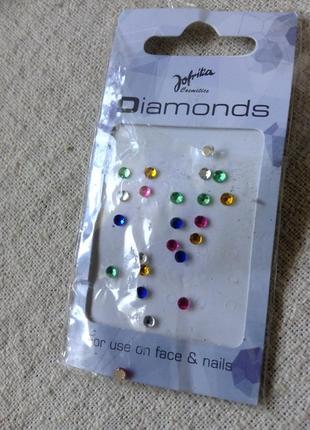 Jofrika
Cosmetics
Diamonds
For use on face & nails